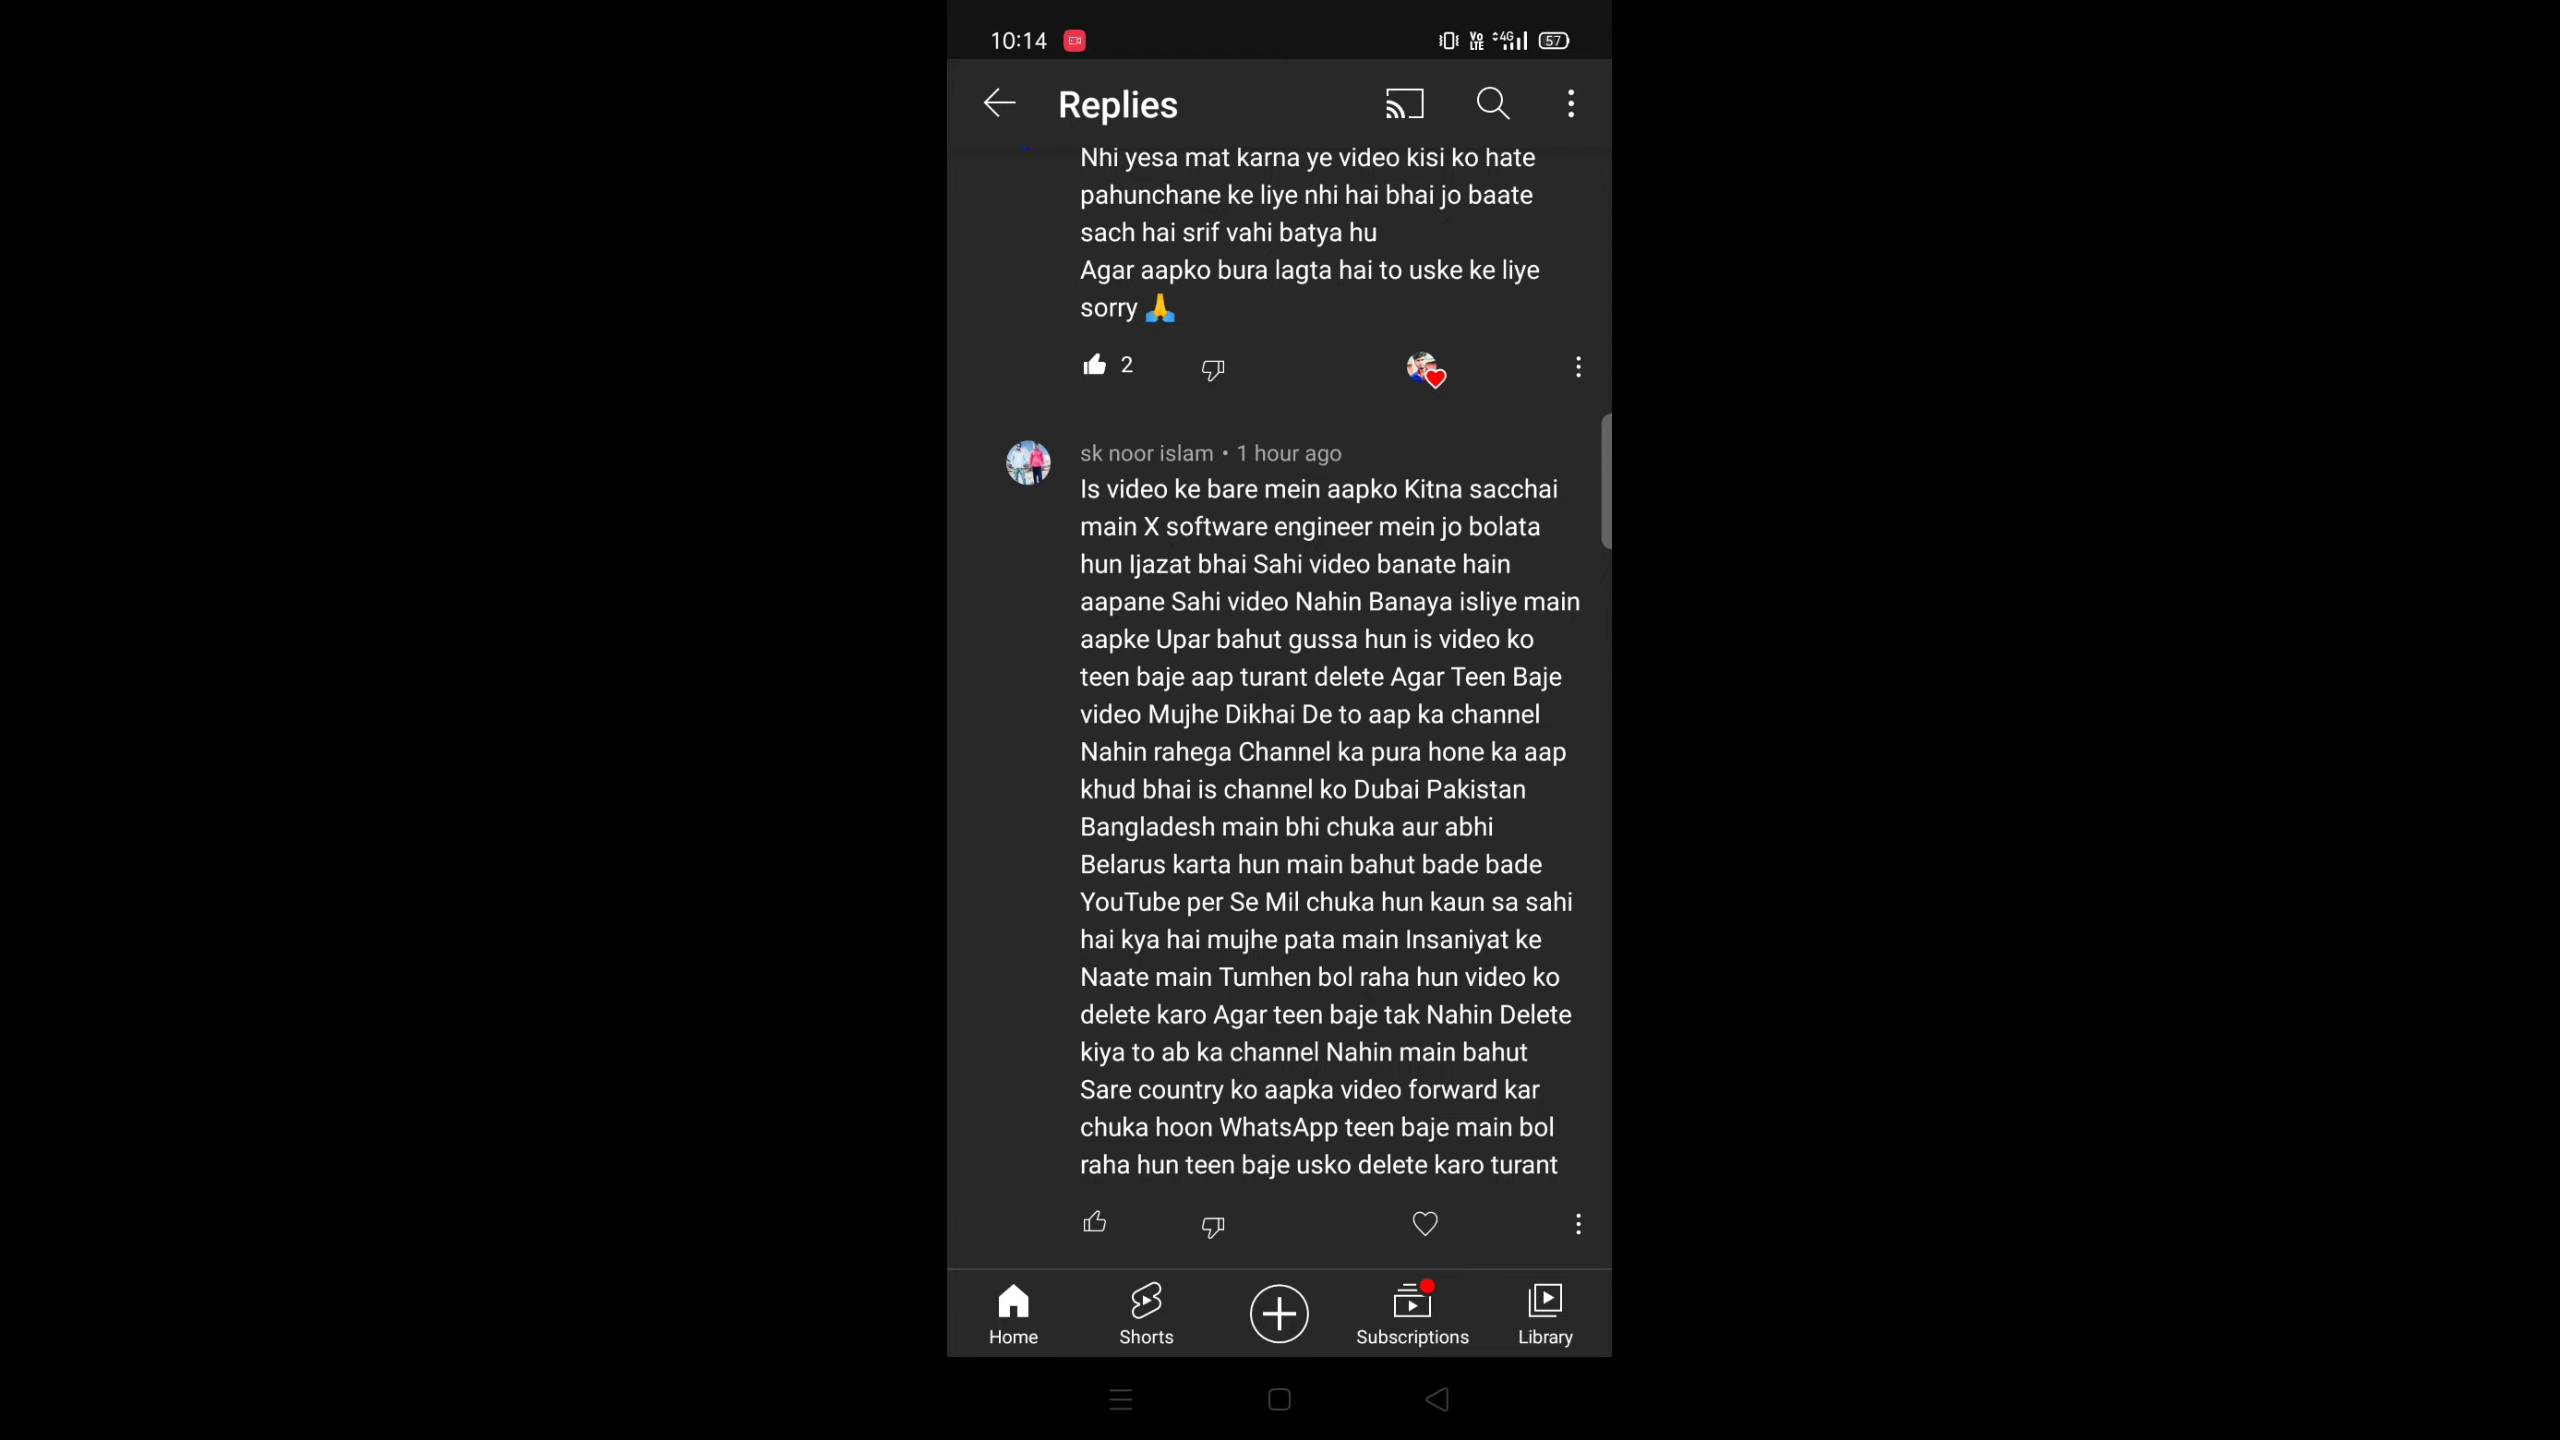 10:14
Vo LTE 4G 57
Replies
Nhi yesa mat karna ye video kisi ko hate
pahunchane ke liye nhi hai bhai jo baate
sach hai srif vahi batya hu
Agar aapko bura lagta hai to uske ke liye
sorry 🙏
2
sk noor islam • 1 hour ago
Is video ke bare mein aapko Kitna sacchai
main X software engineer mein jo bolata
hun Ijazat bhai Sahi video banate hain
aapane Sahi video Nahin Banaya isliye main
aapke Upar bahut gussa hun is video ko
teen baje aap turant delete Agar Teen Baje
video Mujhe Dikhai De to aap ka channel
Nahin rahega Channel ka pura hone ka aap
khud bhai is channel ko Dubai Pakistan
Bangladesh main bhi chuka aur abhi
Belarus karta hun main bahut bade bade
YouTube per Se Mil chuka hun kaun sa sahi
hai kya hai mujhe pata main Insaniyat ke
Naate main Tumhen bol raha hun video ko
delete karo Agar teen baje tak Nahin Delete
kiya to ab ka channel Nahin main bahut
Sare country ko aapka video forward kar
chuka hoon WhatsApp teen baje main bol
raha hun teen baje usko delete karo turant
Home Shorts Subscriptions Library